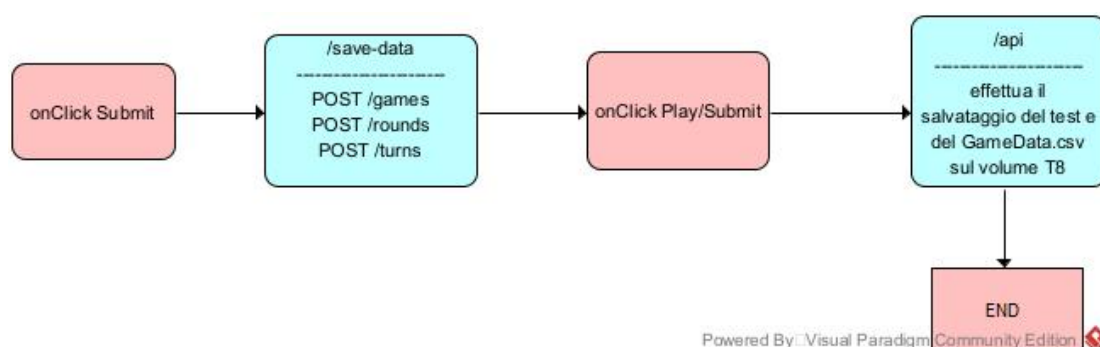 onClick Submit
/save-data
------------------------
POST /games
POST /rounds
POST /turns
onClick Play/Submit
/api
------------------------
effettua il
salvataggio del test e
del GameData.csv
sul volume T8
END
Powered By Visual Paradigm Community Edition